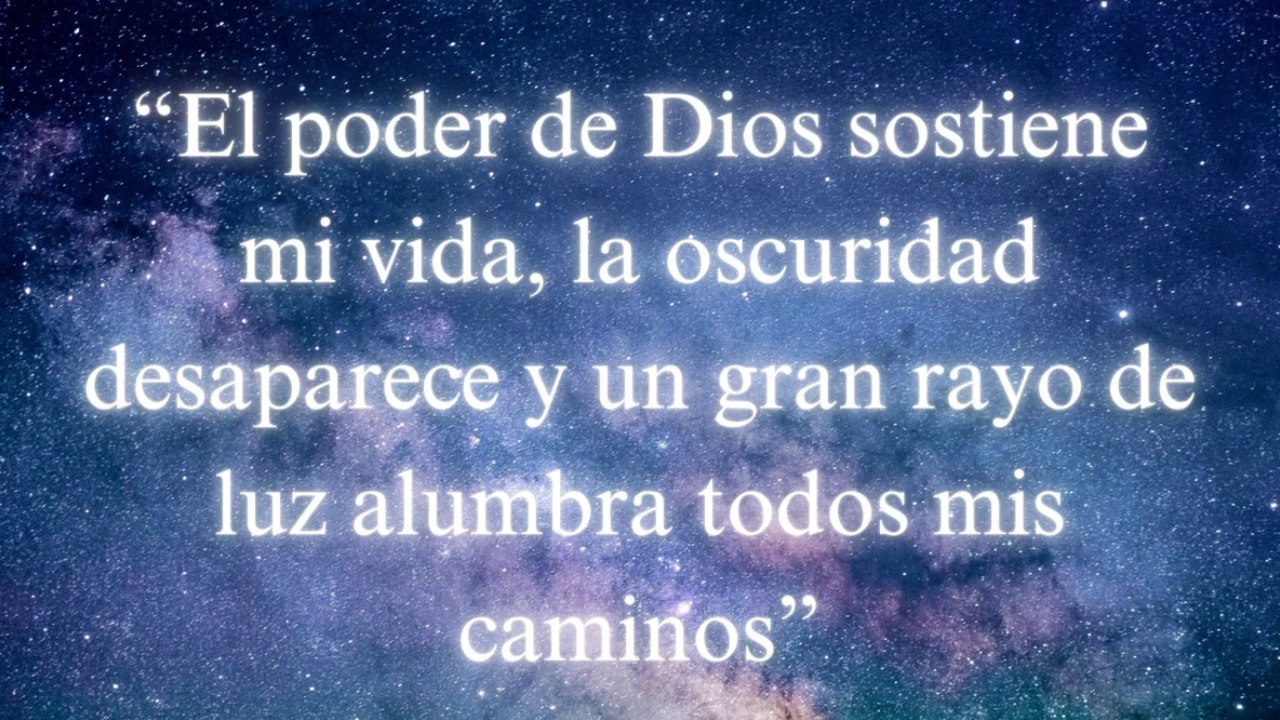 “El poder de Dios sostiene
mi vida, la oscuridad
desaparece y un gran rayo de
luz alumbra todos mis
caminos”